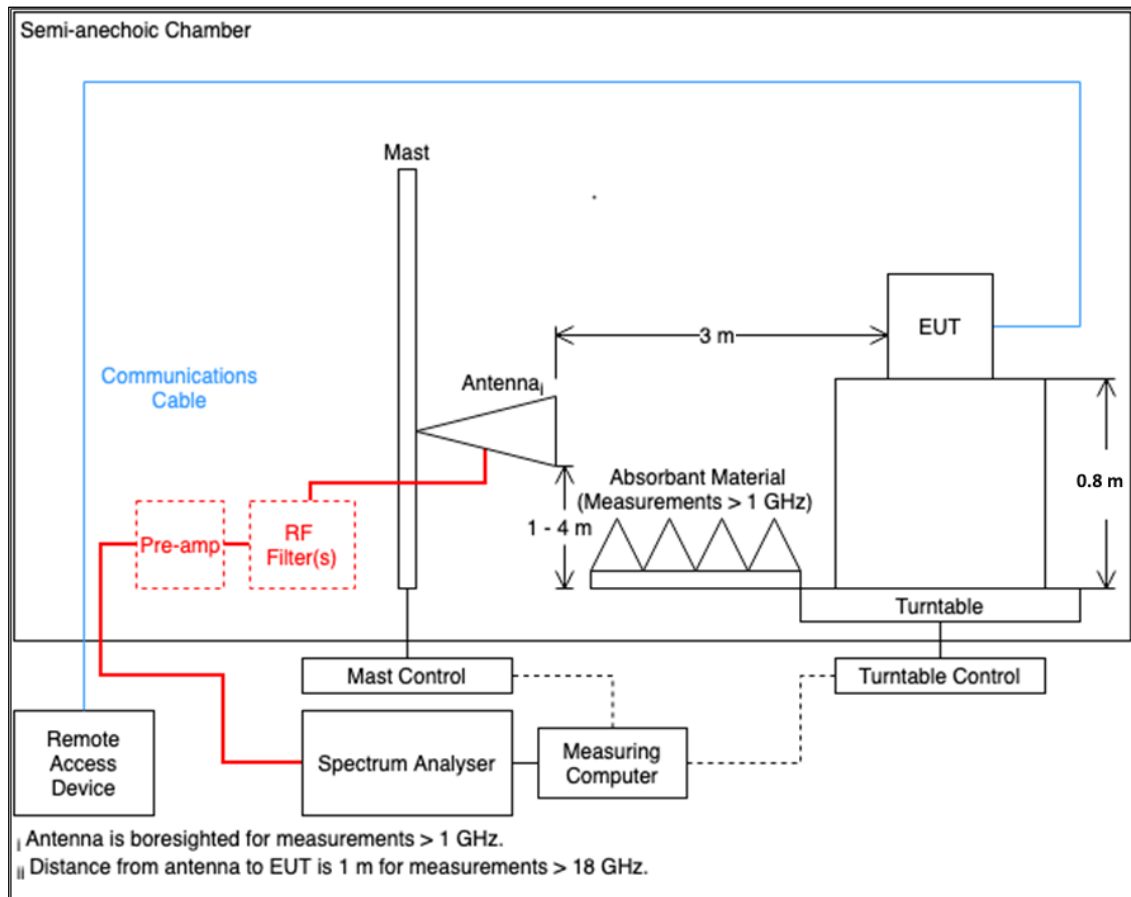 Semi-anechoic Chamber
Mast
EUT
3 m
Communications
Cable
Antennai
Absorbant Material
(Measurements > 1 GHz)
0.8 m
1 - 4 m
Pre-amp
RF
Filter(s)
Turntable
Mast Control
Turntable Control
Remote
Access
Device
Spectrum Analyser
Measuring
Computer
i Antenna is boresighted for measurements > 1 GHz.
ii Distance from antenna to EUT is 1 m for measurements > 18 GHz.